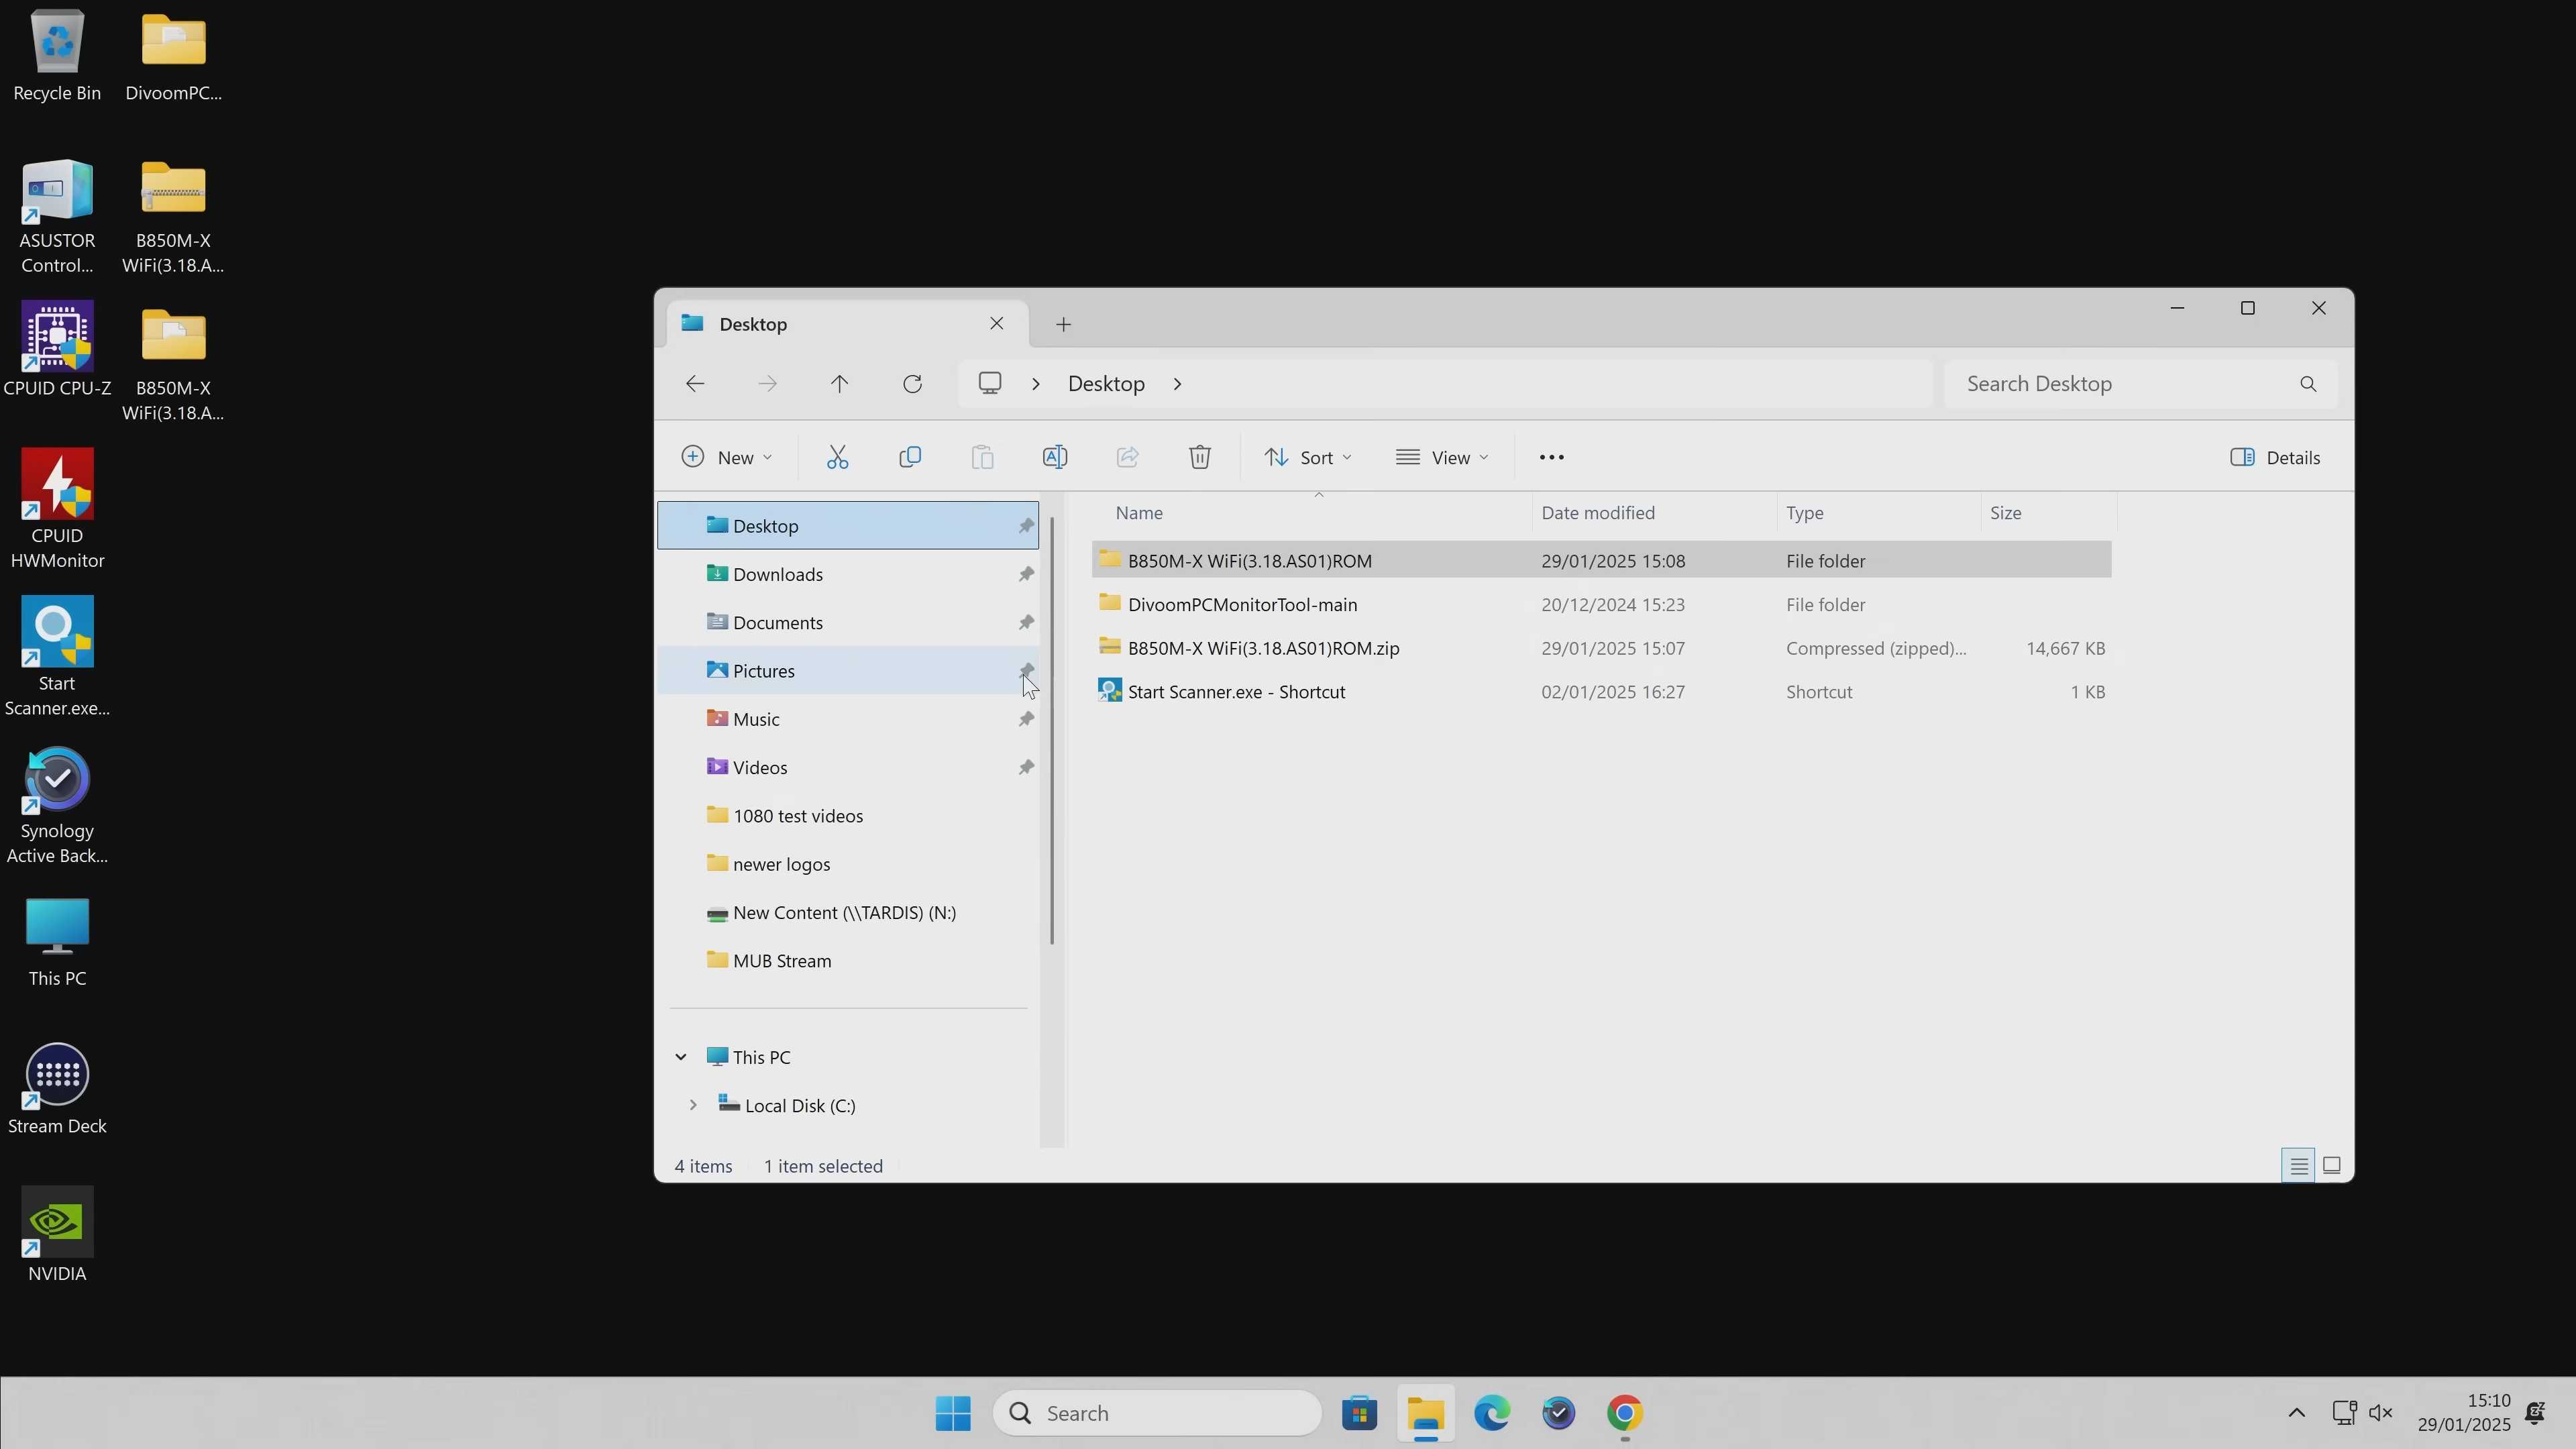 Recycle Bin
DivoomPC...
ASUSTOR
Control...
B850M-X
WiFi(3.18.A...
CPUID CPU-Z
B850M-X
WiFi(3.18.A...
CPUID
HWMonitor
Start
Scanner.exe...
Synology
Active Back...
This PC
Stream Deck
NVIDIA
Desktop
Desktop
Search Desktop
New
Sort
View
Details
Desktop
Downloads
Documents
Pictures
Music
Videos
1080 test videos
newer logos
New Content (\\TARDIS) (N:)
MUB Stream
This PC
Local Disk (C:)
Name Date modified Type Size
B850M-X WiFi(3.18.AS01)ROM 29/01/2025 15:08 File folder
DivoomPCMonitorTool-main 20/12/2024 15:23 File folder
B850M-X WiFi(3.18.AS01)ROM.zip 29/01/2025 15:07 Compressed (zipped)... 14,667 KB
Start Scanner.exe - Shortcut 02/01/2025 16:27 Shortcut 1 KB
4 items 1 item selected
Search
15:10
29/01/2025